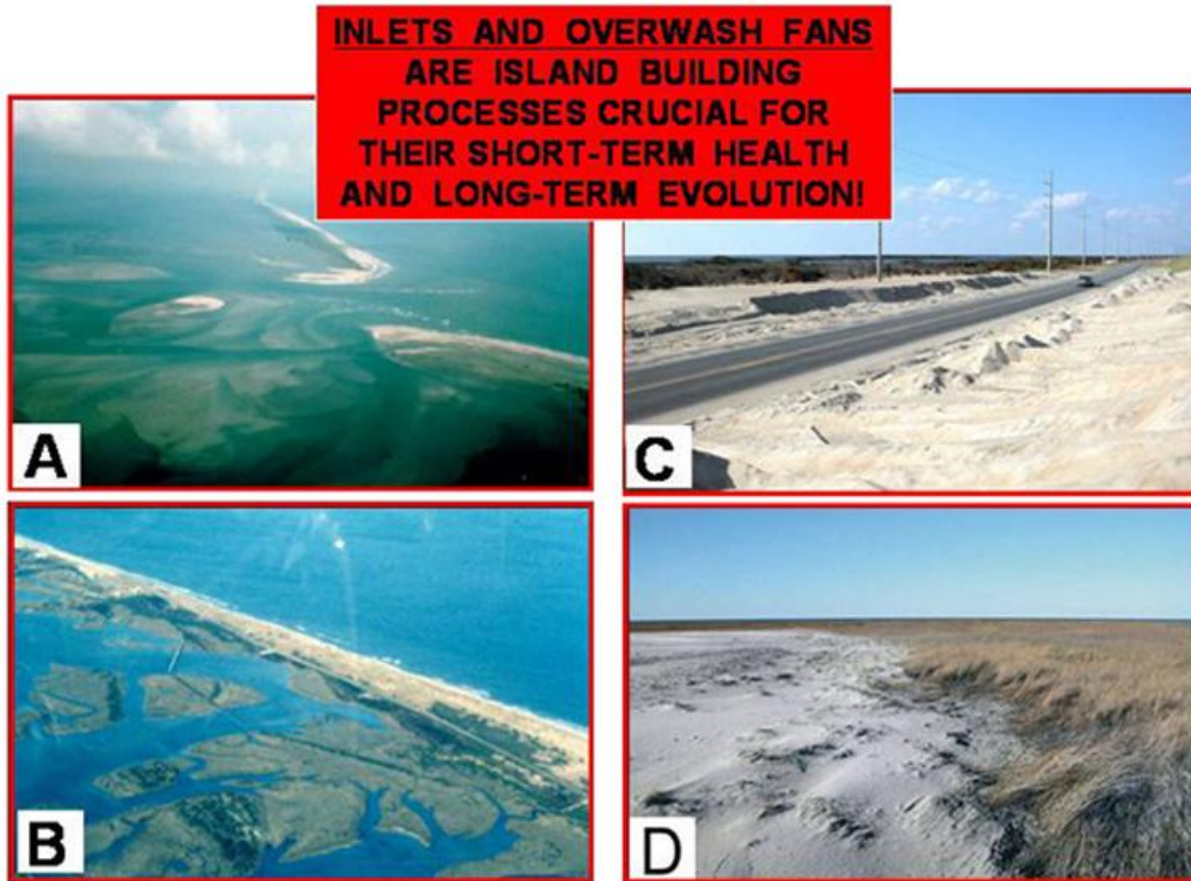 INLETS AND OVERWASH FANS
ARE ISLAND BUILDING
PROCESSES CRUCIAL FOR
THEIR SHORT-TERM HEALTH
AND LONG-TERM EVOLUTION!
A
C
B
D